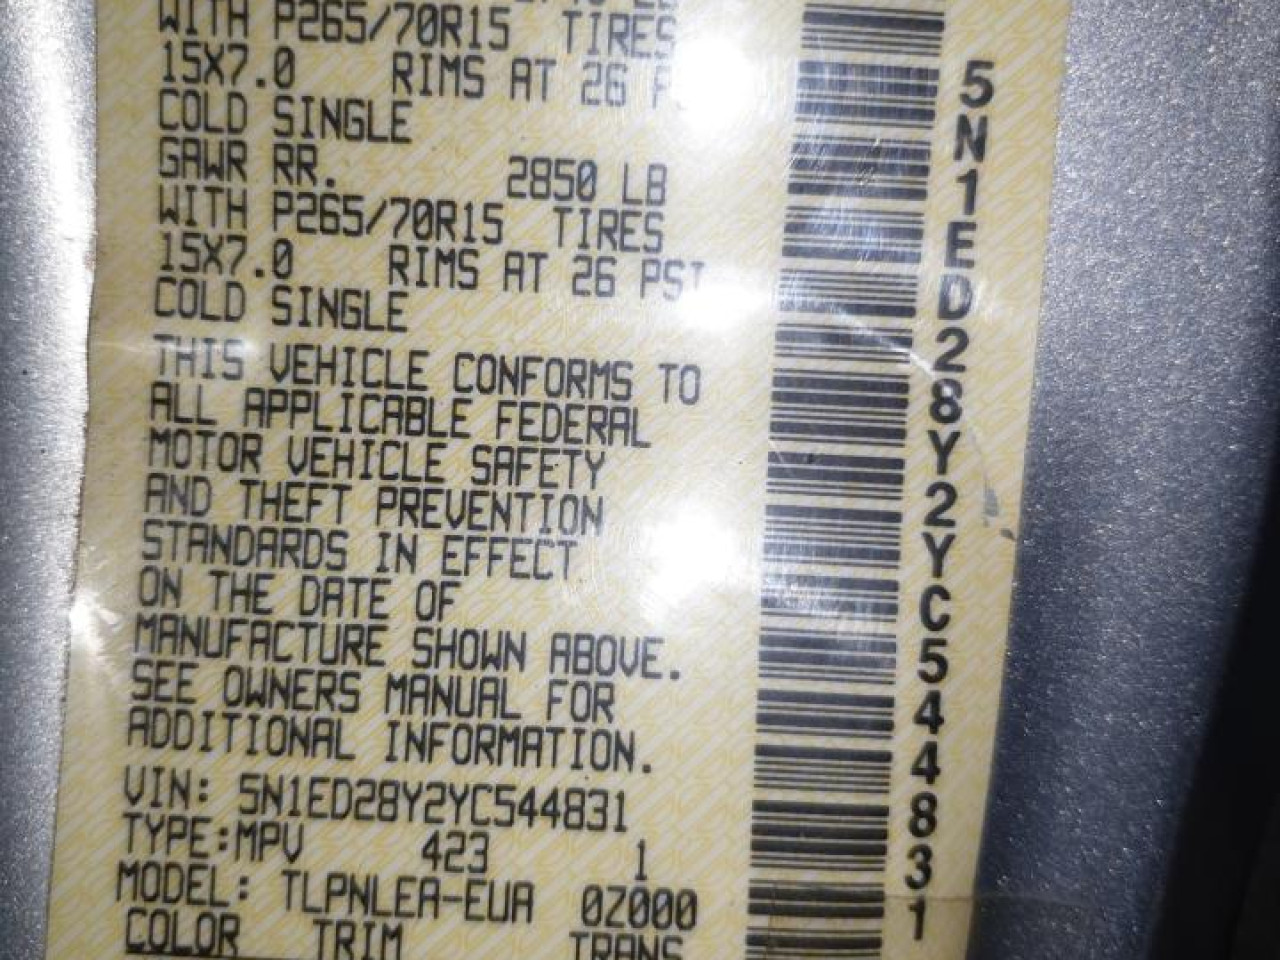 WITH P265/70R15 TIRES
15X7.0 RIMS AT 26
COLD SINGLE
GAWR RR. 2850 LB
WITH P265/70R15 TIRES
15X7.0 RIMS AT 26 PSI
COLD SINGLE
THIS VEHICLE CONFORMS TO
ALL APPLICABLE FEDERAL
MOTOR VEHICLE SAFETY
AND THEFT PREVENTION
STANDARDS IN EFFECT
ON THE DATE OF
MANUFACTURE SHOWN ABOVE.
SEE OWNERS MANUAL FOR
ADDITIONAL INFORMATION.
VIN: 5N1ED28Y2YC544831
TYPE:MPV 423 1
MODEL: TLPNLEA-EUA 0Z000
COLOR TRIM TRANS
5N1ED28Y2YC544831